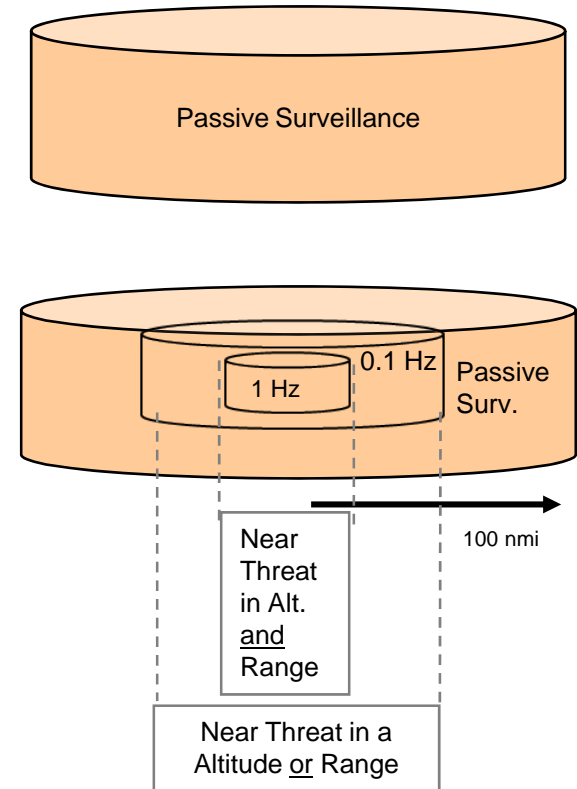 Passive Surveillance
0.1 Hz
1 Hz
Passive
Surv.
100 nmi
Near
Threat
in Alt.
and
Range
Near Threat in a
Altitude or Range